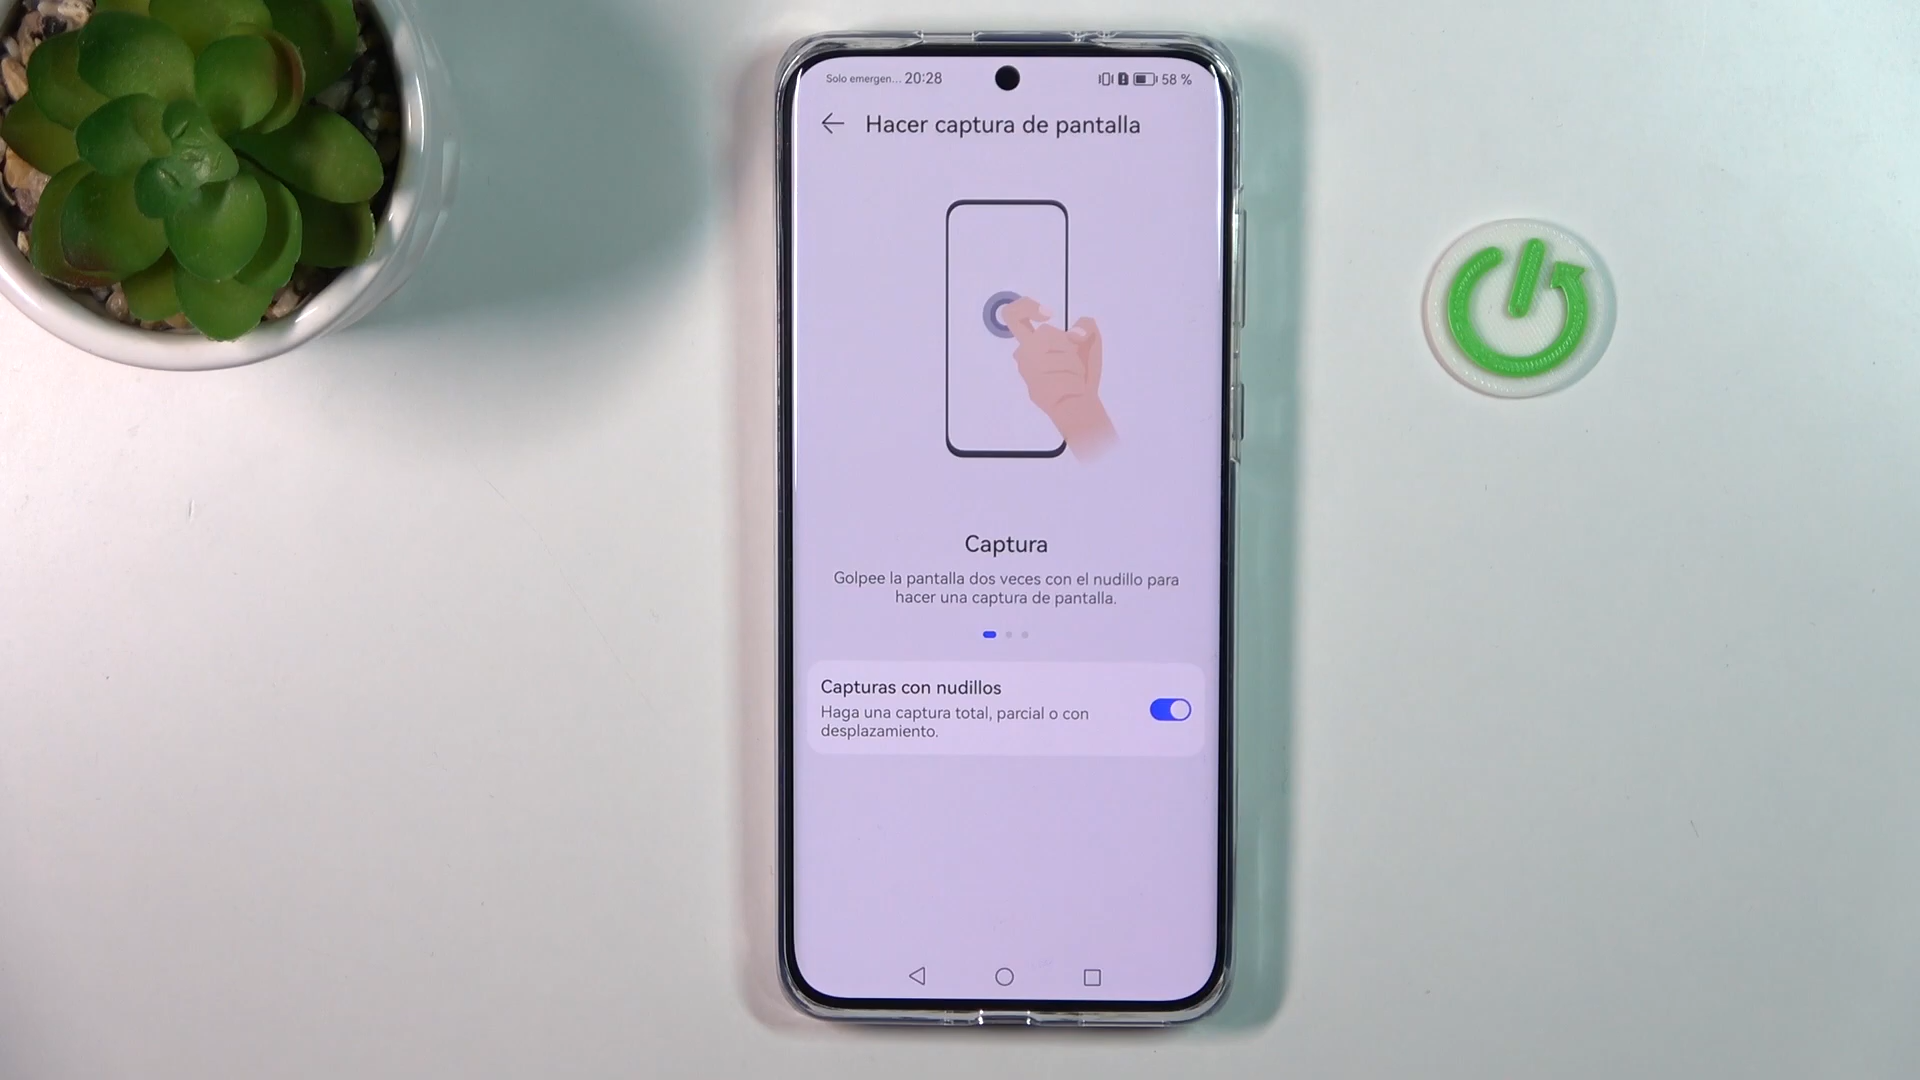 Solo emergen... 20:28
58 %
Hacer captura de pantalla
Captura
Golpee la pantalla dos veces con el nudillo para
hacer una captura de pantalla.
Capturas con nudillos
Haga una captura total, parcial o con
desplazamiento.